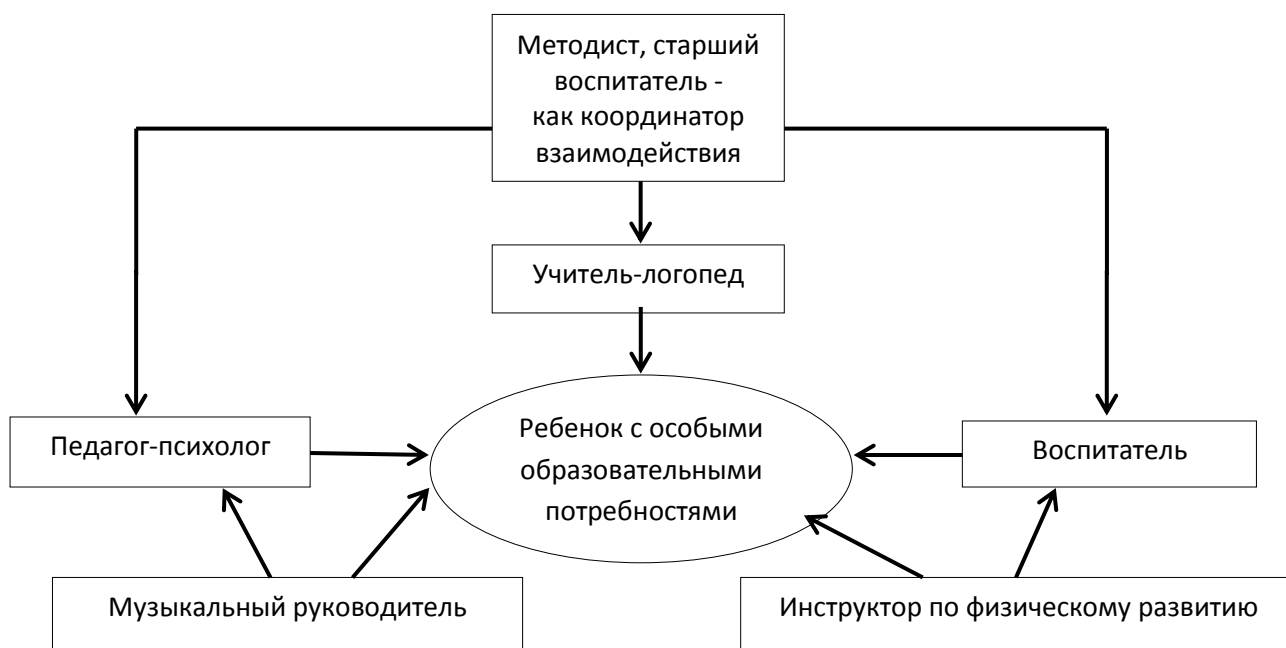 Методист, старший
воспитатель -
как координатор
взаимодействия
Учитель-логопед
Педагог-психолог
Ребенок с особыми
образовательными
потребностями
Воспитатель
Музыкальный руководитель
Инструктор по физическому развитию